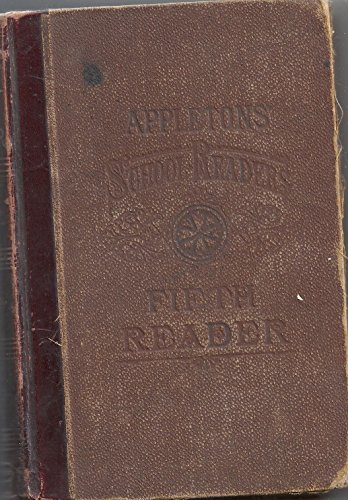 APPLETONS'
SCHOOL READERS
FIFTH
READER